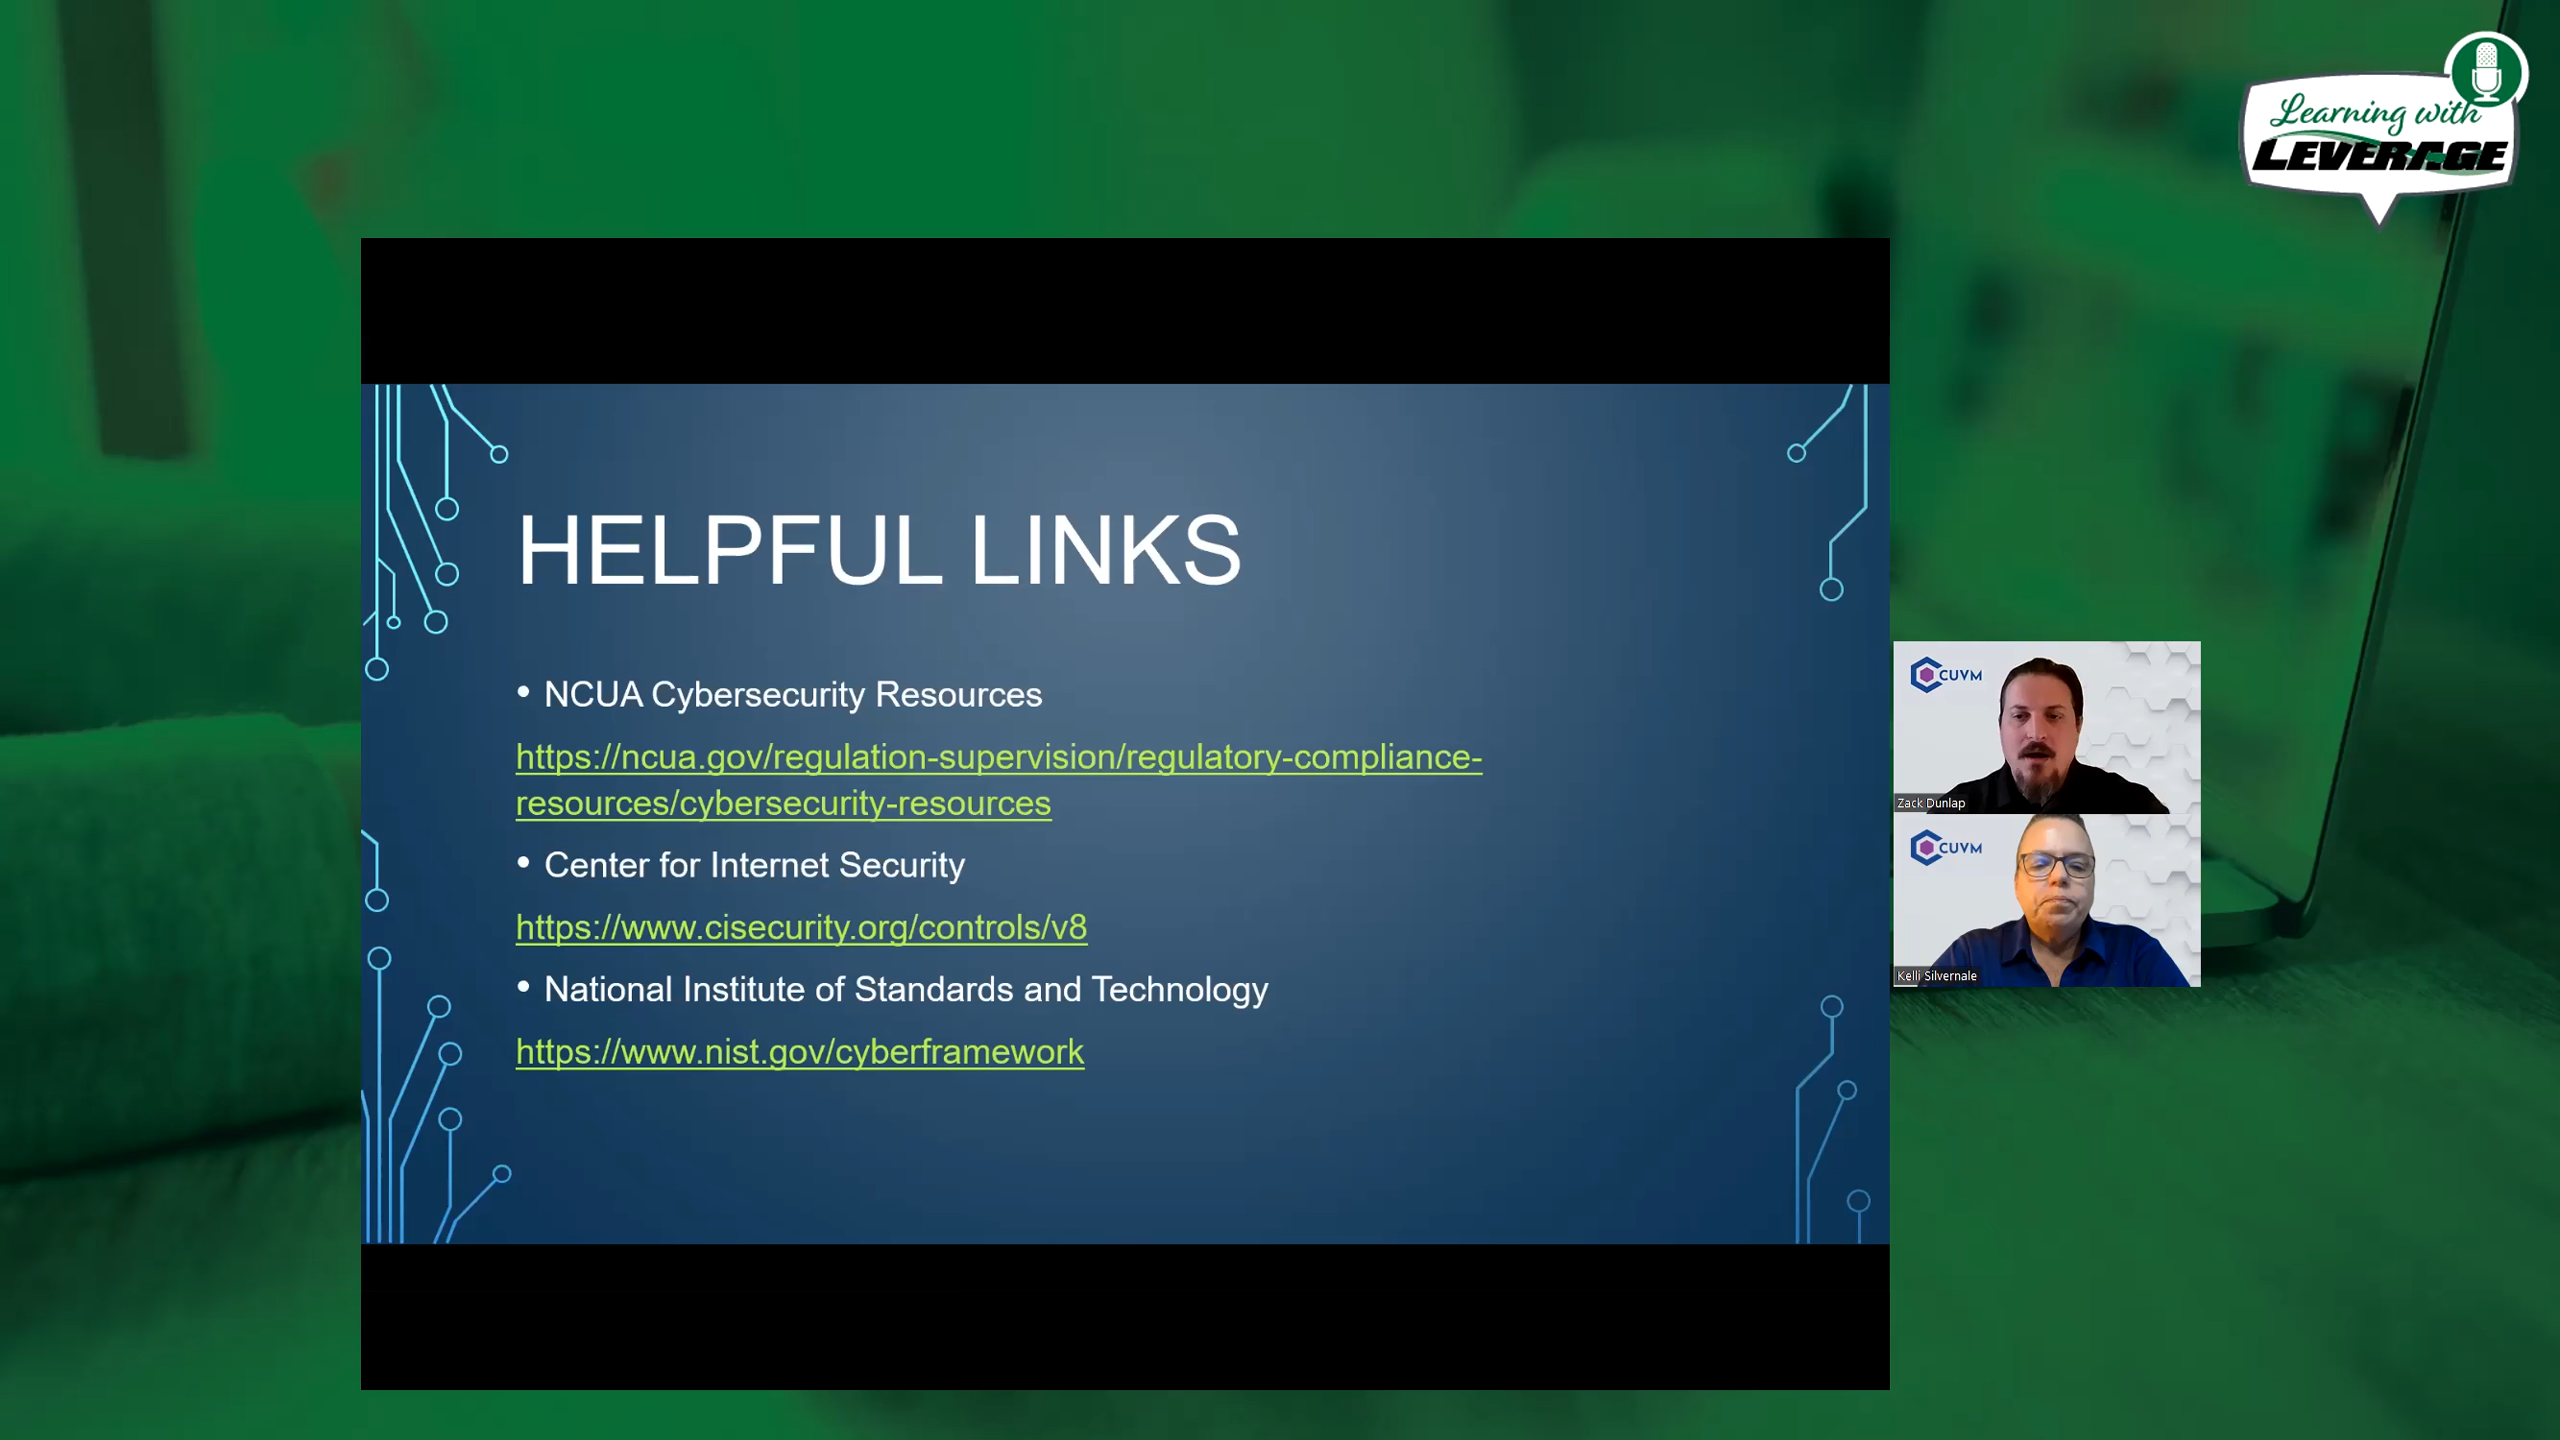 Learning with
LEVERAGE
HELPFUL LINKS
• NCUA Cybersecurity Resources
https://ncua.gov/regulation-supervision/regulatory-compliance-
resources/cybersecurity-resources
• Center for Internet Security
https://www.cisecurity.org/controls/v8
• National Institute of Standards and Technology
https://www.nist.gov/cyberframework
CUVM
Zack Dunlap
CUVM
Kelli Silvernale